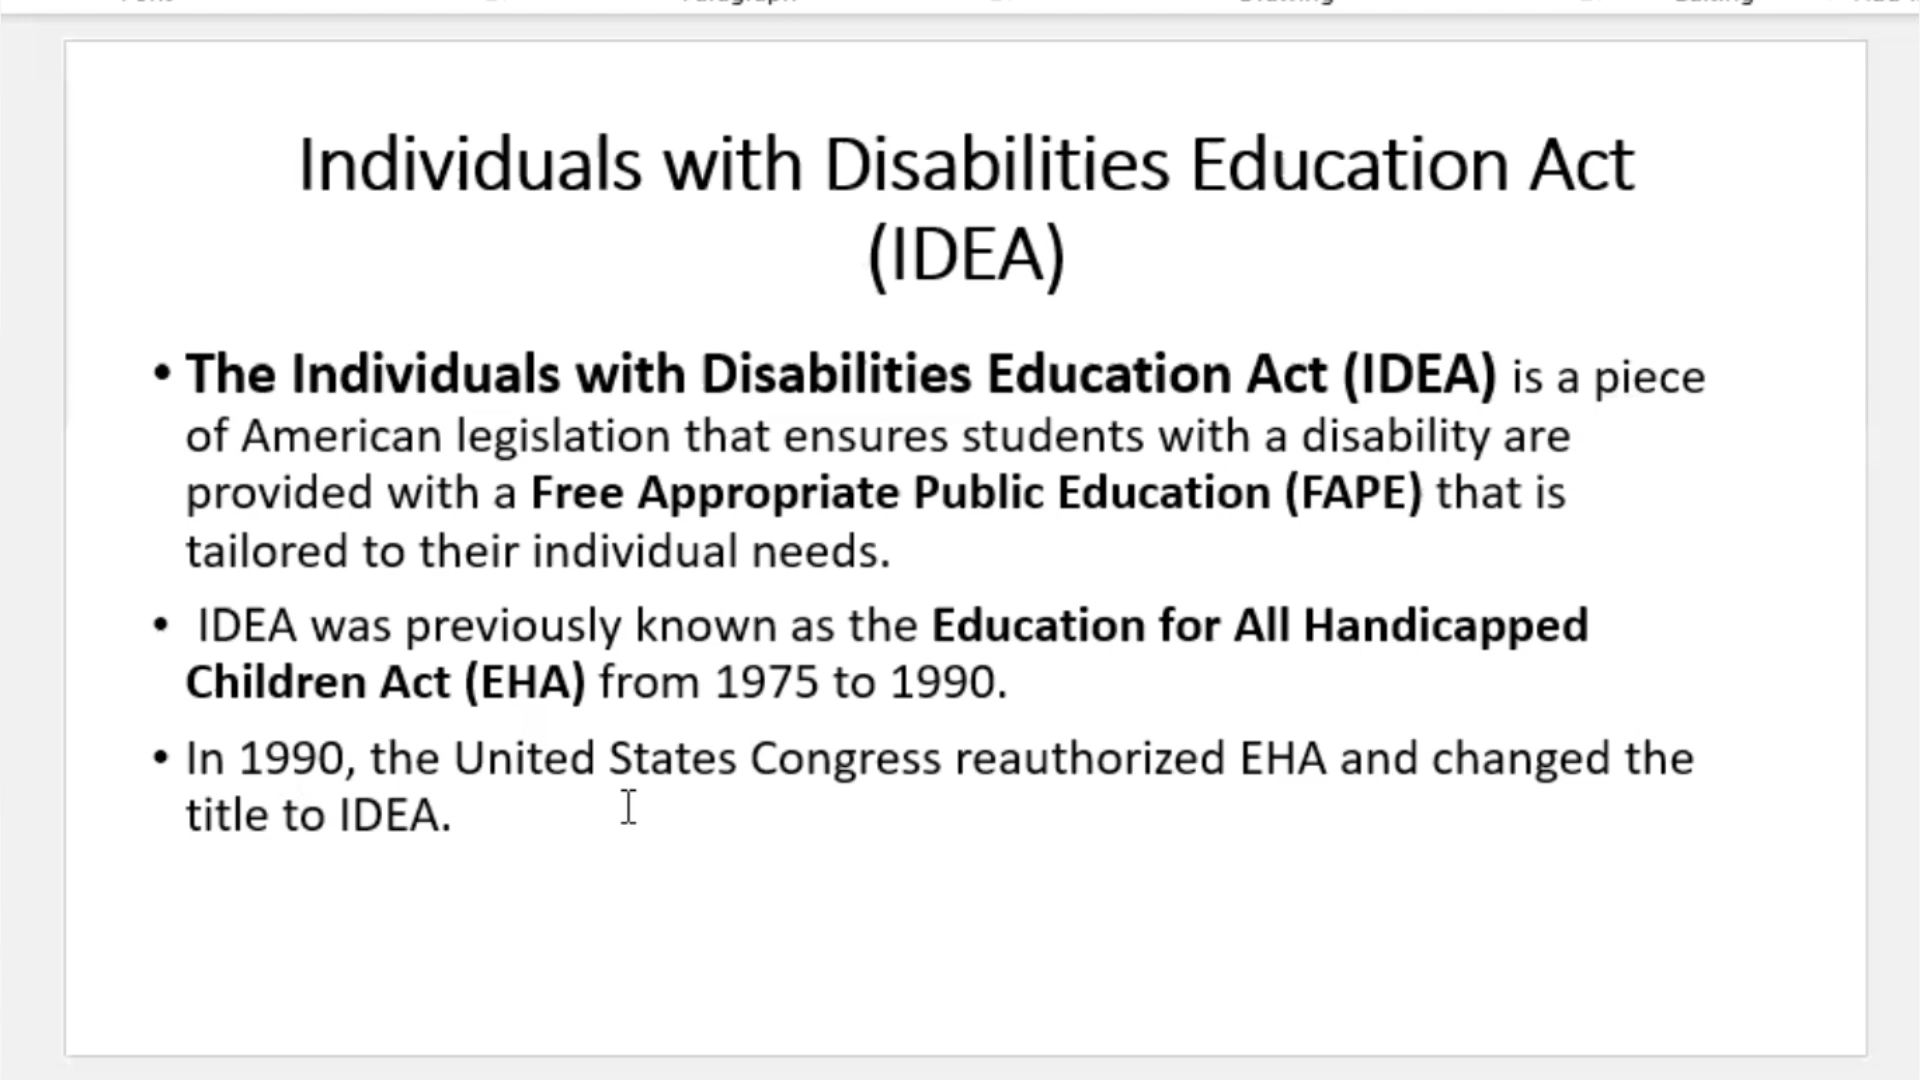 Individuals with Disabilities Education Act
(IDEA)
• The Individuals with Disabilities Education Act (IDEA) is a piece
of American legislation that ensures students with a disability are
provided with a Free Appropriate Public Education (FAPE) that is
tailored to their individual needs.
• IDEA was previously known as the Education for All Handicapped
Children Act (EHA) from 1975 to 1990.
• In 1990, the United States Congress reauthorized EHA and changed the
title to IDEA.